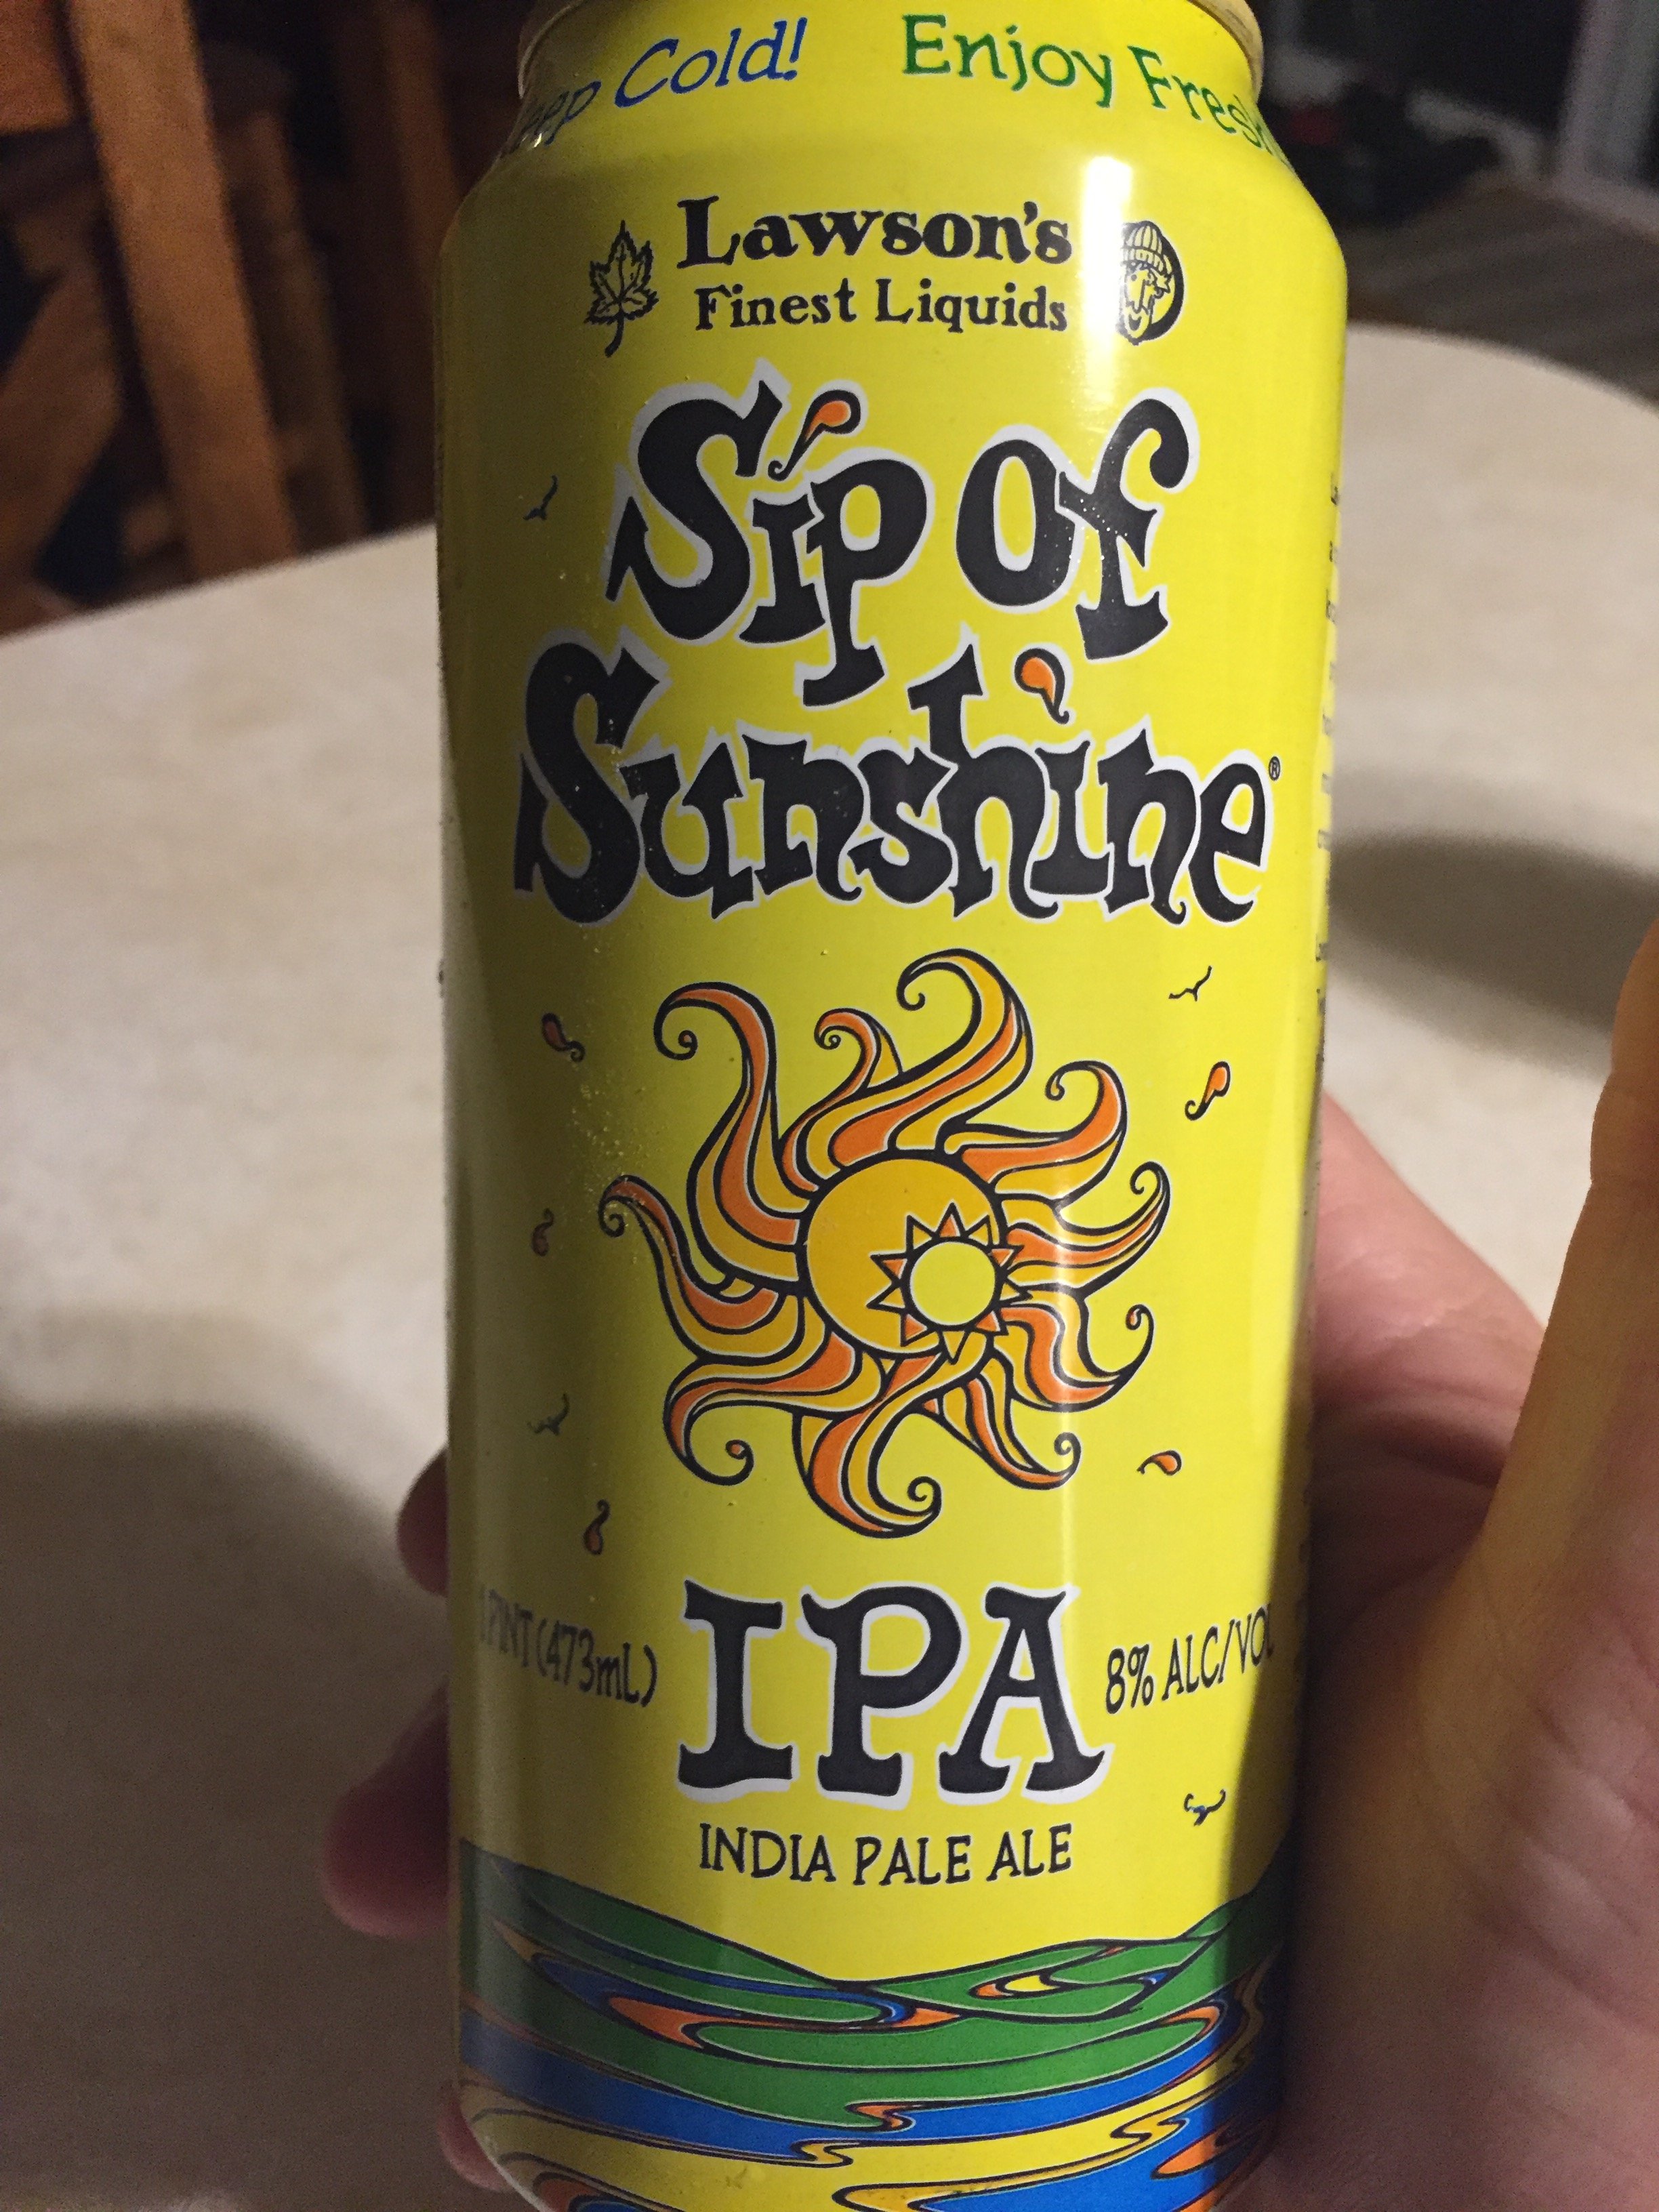 Keep Cold! Enjoy Fresh
Lawson's
Finest Liquids
Sip of
Sunshine®
1 PINT (473mL)
IPA
8% ALC/VOL
INDIA PALE ALE